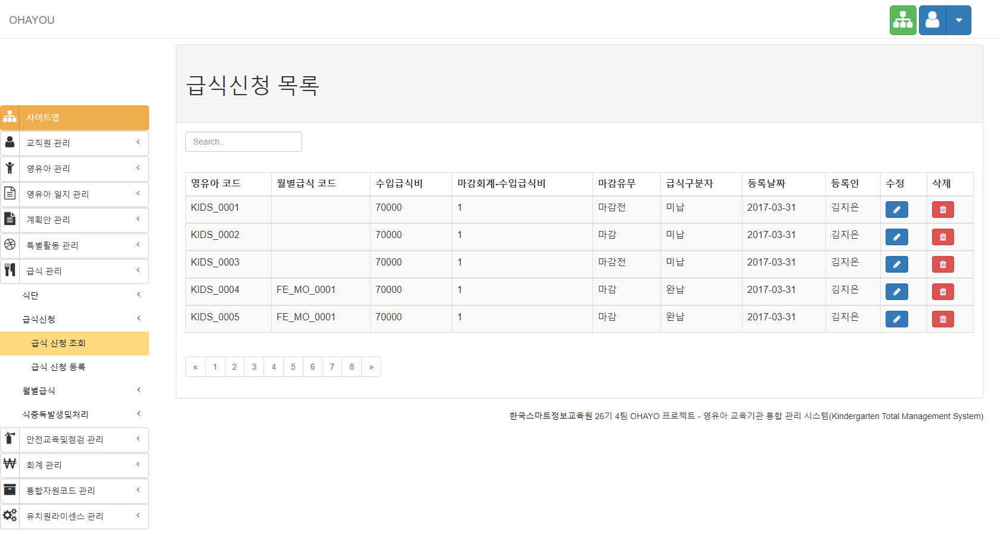 OHAYOU
사이트맵
교직원 관리
영유아 관리
영유아 일지 관리
계획안 관리
특별활동 관리
급식 관리
식단
급식신청
급식 신청 조회
급식 신청 등록
월별급식
식중독발생및처리
안전교육및점검 관리
회계 관리
통합자원코드 관리
유치원라이센스 관리
급식신청 목록
Search..
영유아 코드 월별급식 코드 수입급식비 마감회계-수입급식비 마감유무 급식구분자 등록날짜 등록인 수정 삭제
KIDS_0001 70000 1 마감전 미납 2017-03-31 김지은
KIDS_0002 70000 1 마감 미납 2017-03-31 김지은
KIDS_0003 70000 1 마감전 미납 2017-03-31 김지은
KIDS_0004 FE_MO_0001 70000 1 마감 완납 2017-03-31 김지은
KIDS_0005 FE_MO_0001 70000 1 마감 완납 2017-03-31 김지은
« 1 2 3 4 5 6 7 8 »
한국스마트정보교육원 26기 4팀 OHAYO 프로젝트 - 영유아 교육기관 통합 관리 시스템(Kindergarten Total Management System)